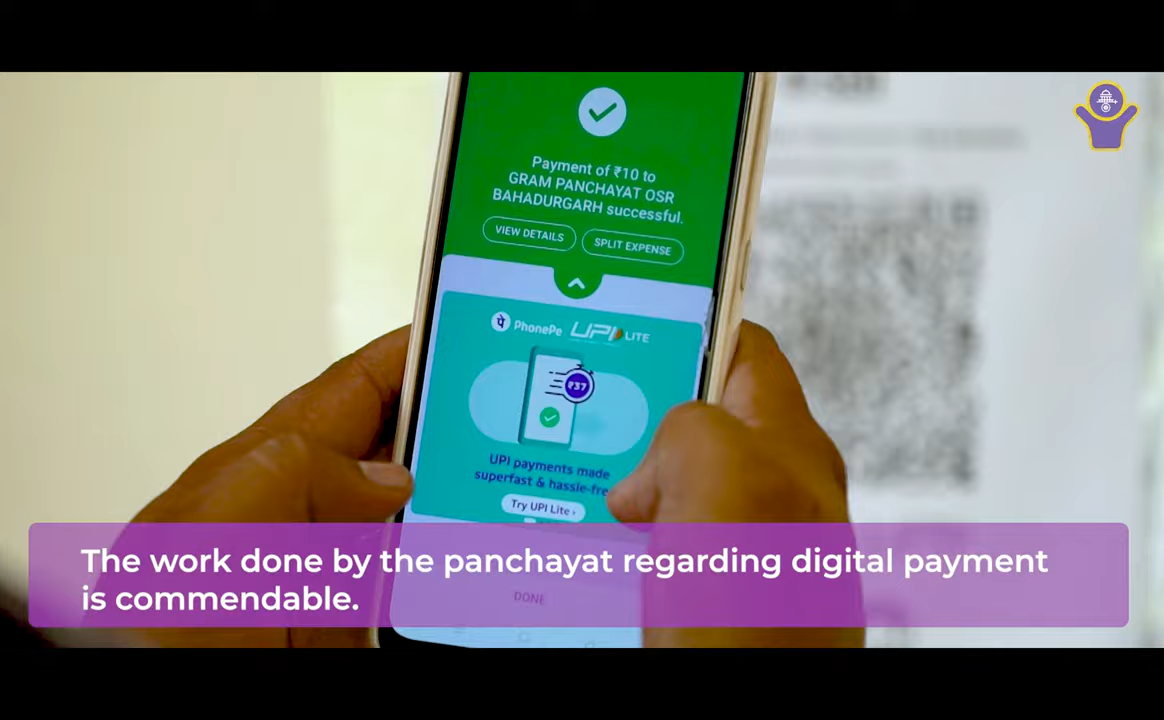 Payment of ₹10 to
GRAM PANCHAYAT OSR
BAHADURGARH successful.
VIEW DETAILS
SPLIT EXPENSE
पे PhonePe UPI LITE
₹37
UPI payments made
superfast & hassle-fre
Try UPI Lite ›
The work done by the panchayat regarding digital payment
is commendable.
DONE